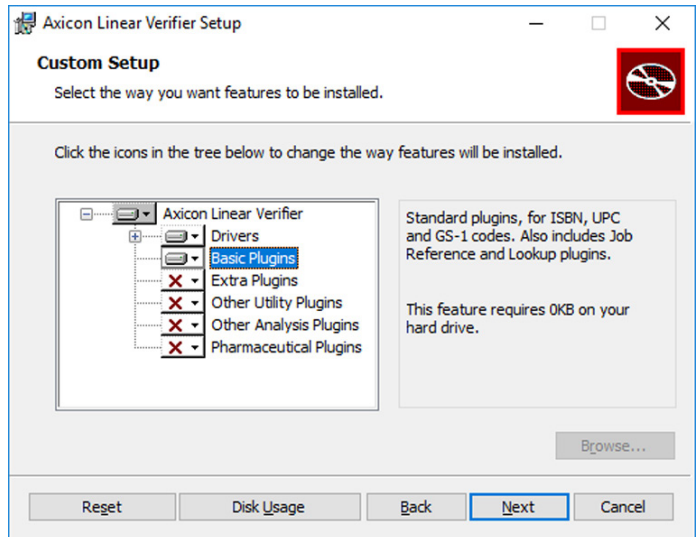 Axicon Linear Verifier Setup
Custom Setup
Select the way you want features to be installed.
Click the icons in the tree below to change the way features will be installed.
Axicon Linear Verifier
Drivers
Basic Plugins
Extra Plugins
Other Utility Plugins
Other Analysis Plugins
Pharmaceutical Plugins
Standard plugins, for ISBN, UPC
and GS-1 codes. Also includes Job
Reference and Lookup plugins.
This feature requires 0KB on your
hard drive.
Browse...
Reset Disk Usage Back Next Cancel